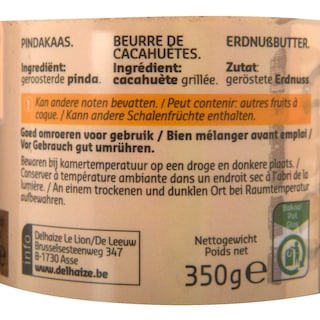 PINDAKAAS.
Ingrediënt:
geroosterde pinda.
BEURRE DE
CACAHUÈTES.
Ingrédient:
cacahuète grillée.
ERDNUßBUTTER.
Zutat:
geröstete Erdnuss
Kan andere noten bevatten. / Peut contenir: autres fruits à
coque. / Kann andere Schalenfrüchte enthalten.
Goed omroeren voor gebruik / Bien mélanger avant emploi /
Vor Gebrauch gut umrühren.
Bewaren bij kamertemperatuur op een droge en donkere plaats. /
Conserver à température ambiante dans un endroit sec à l'abri de la
lumière. / An einem trockenen und dunklen Ort bei Raumtemperatur
aufbewahren.
info
Delhaize Le Lion/De Leeuw
Brusselsesteenweg 347
B-1730 Asse
www.delhaize.be
Nettogewicht
Poids net
350g e
Bokaal
Pot